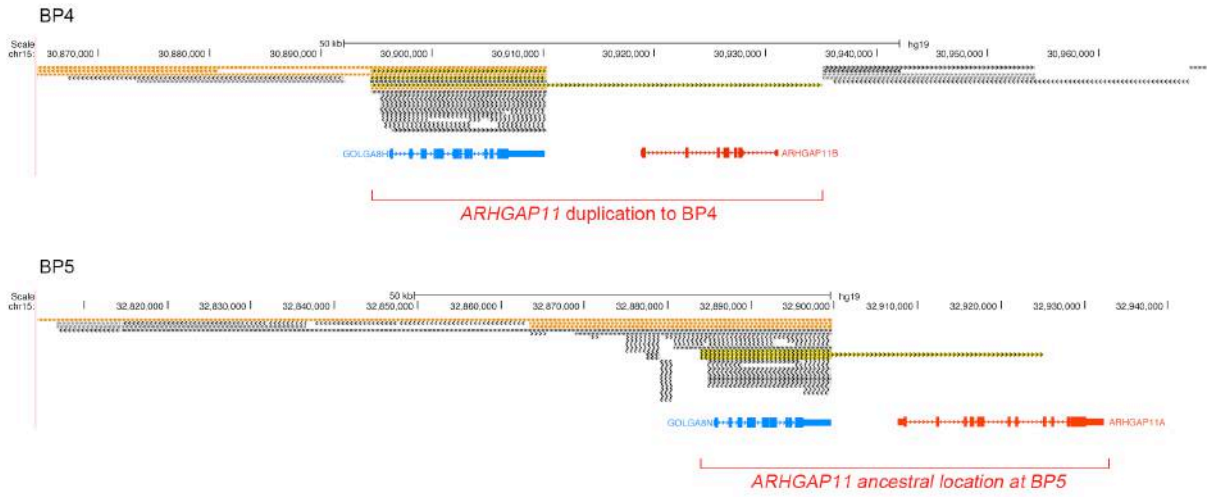 BP4
Scale 50 kb hg19
chr15: 30,870,000 30,880,000 30,890,000 30,900,000 30,910,000 30,920,000 30,930,000 30,940,000 30,950,000 30,960,000
GOLGA8H ARHGAP11B
ARHGAP11 duplication to BP4
BP5
Scale 50 kb hg19
chr15: 32,820,000 32,830,000 32,840,000 32,850,000 32,860,000 32,870,000 32,880,000 32,890,000 32,900,000 32,910,000 32,920,000 32,930,000 32,940,000
GOLGA8N ARHGAP11A
ARHGAP11 ancestral location at BP5